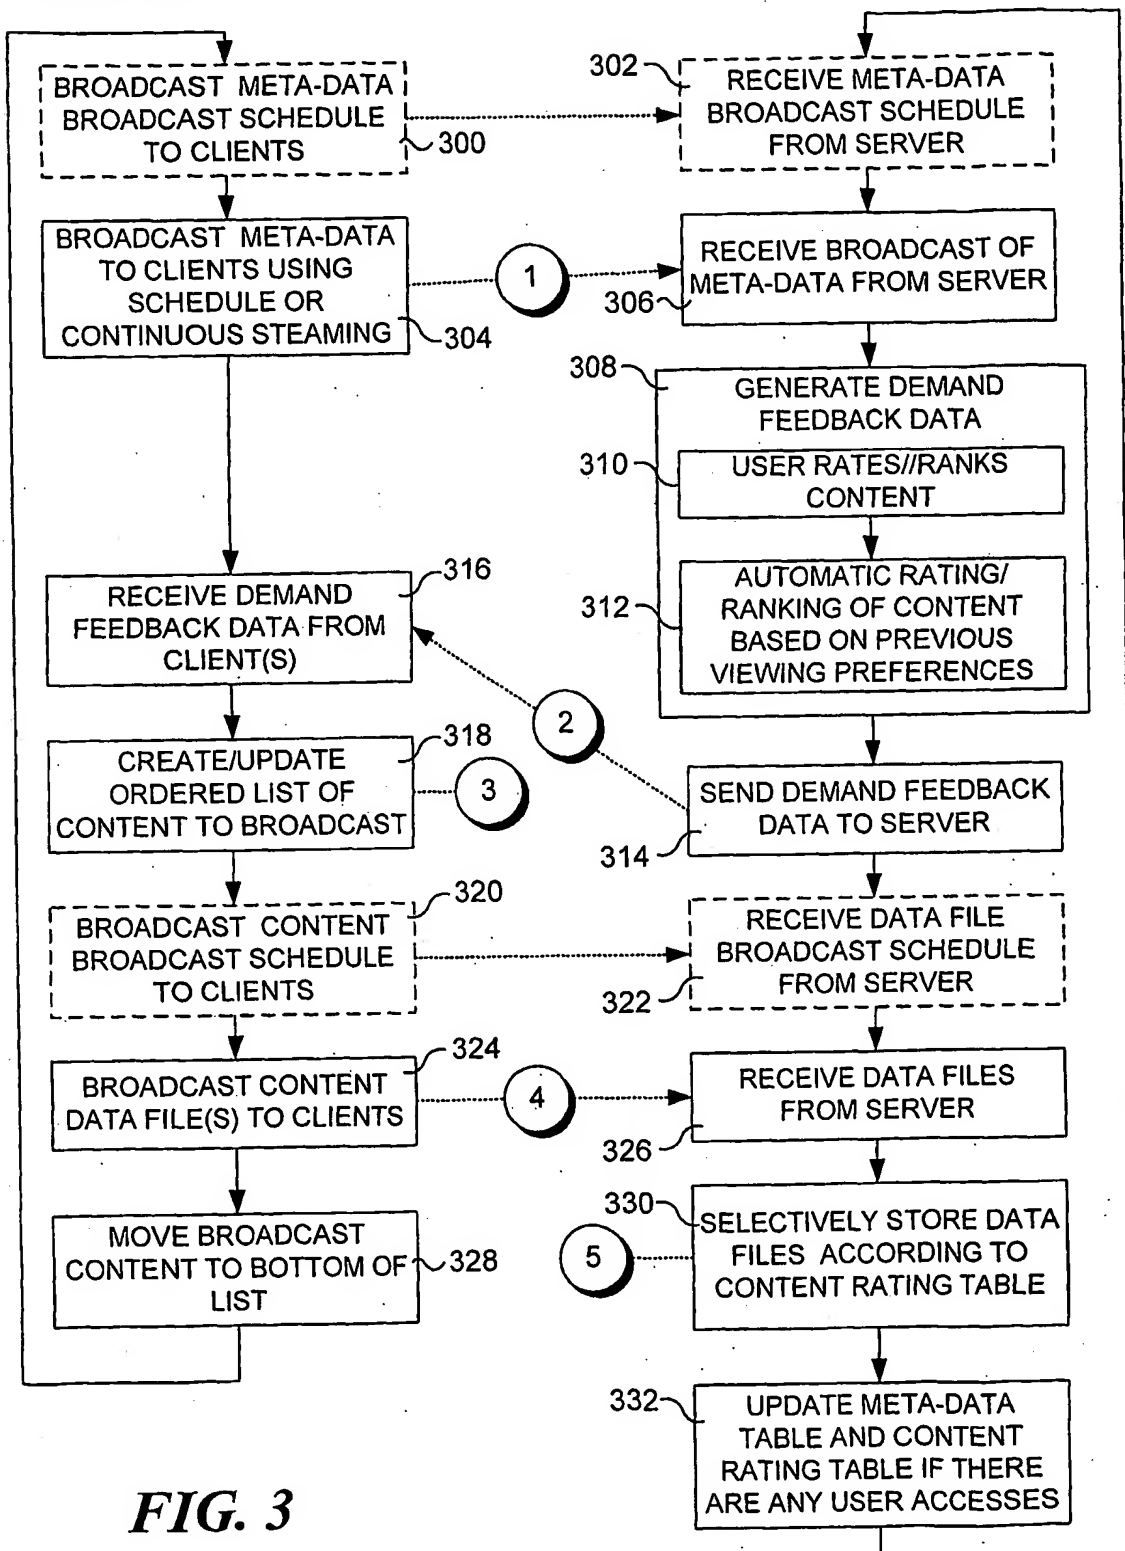 BROADCAST META-DATA
BROADCAST SCHEDULE
TO CLIENTS
300
302
RECEIVE META-DATA
BROADCAST SCHEDULE
FROM SERVER
BROADCAST META-DATA
TO CLIENTS USING
SCHEDULE OR
CONTINUOUS STEAMING
304
1
RECEIVE BROADCAST OF
META-DATA FROM SERVER
306
308
GENERATE DEMAND
FEEDBACK DATA
310
USER RATES//RANKS
CONTENT
312
AUTOMATIC RATING/
RANKING OF CONTENT
BASED ON PREVIOUS
VIEWING PREFERENCES
RECEIVE DEMAND
FEEDBACK DATA FROM
CLIENT(S)
316
2
CREATE/UPDATE
ORDERED LIST OF
CONTENT TO BROADCAST
318
3
SEND DEMAND FEEDBACK
DATA TO SERVER
314
BROADCAST CONTENT
BROADCAST SCHEDULE
TO CLIENTS
320
RECEIVE DATA FILE
BROADCAST SCHEDULE
FROM SERVER
322
BROADCAST CONTENT
DATA FILE(S) TO CLIENTS
324
4
RECEIVE DATA FILES
FROM SERVER
326
MOVE BROADCAST
CONTENT TO BOTTOM OF
LIST
328
330
SELECTIVELY STORE DATA
FILES ACCORDING TO
CONTENT RATING TABLE
5
332
UPDATE META-DATA
TABLE AND CONTENT
RATING TABLE IF THERE
ARE ANY USER ACCESSES
FIG. 3